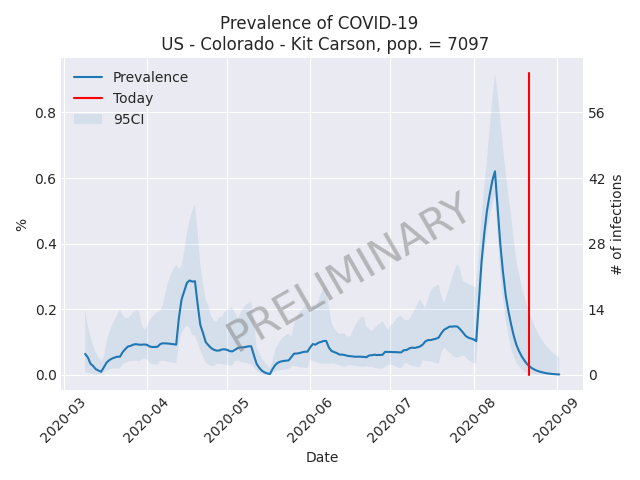 Prevalence of COVID-19
US - Colorado - Kit Carson, pop. = 7097
Prevalence
Today
95CI
PRELIMINARY
%
0.8
0.6
0.4
0.2
0.0
56
42
28
14
0
# of infections
2020-03
2020-04
2020-05
2020-06
2020-07
2020-08
2020-09
Date